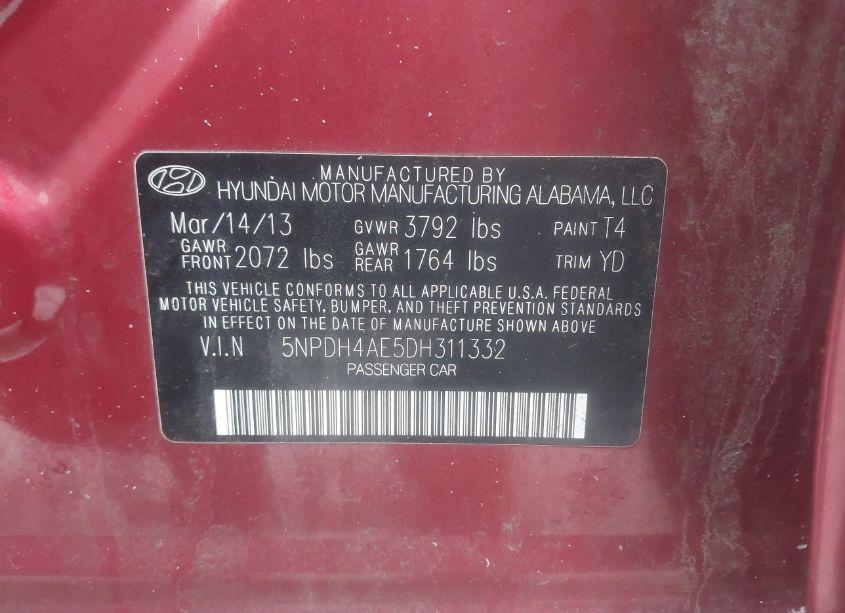 MANUFACTURED BY
HYUNDAI MOTOR MANUFACTURING ALABAMA, LLC
Mar/14/13 GVWR 3792 lbs PAINT T4
GAWR FRONT 2072 lbs GAWR REAR 1764 lbs TRIM YD
THIS VEHICLE CONFORMS TO ALL APPLICABLE U.S.A. FEDERAL
MOTOR VEHICLE SAFETY, BUMPER, AND THEFT PREVENTION STANDARDS
IN EFFECT ON THE DATE OF MANUFACTURE SHOWN ABOVE
V.I.N 5NPDH4AE5DH311332
PASSENGER CAR